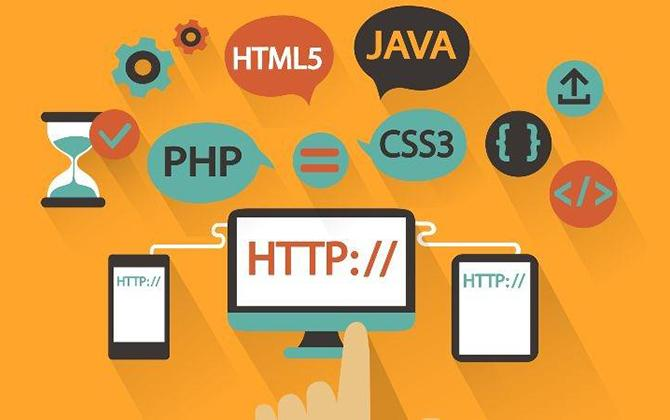 HTML5
JAVA
PHP
=
CSS3
{ }
</>
HTTP://
HTTP://
HTTP://